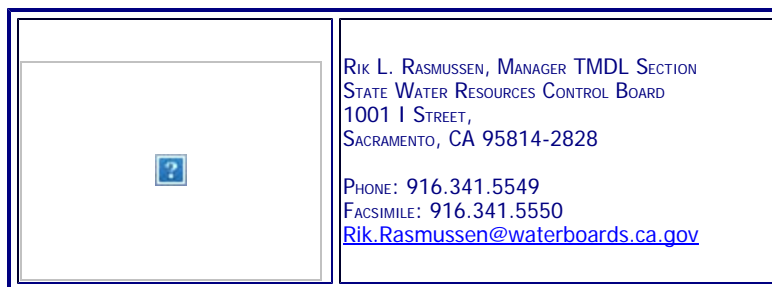 Rik L. Rasmussen, Manager TMDL Section
State Water Resources Control Board
1001 I Street,
Sacramento, CA 95814-2828
Phone: 916.341.5549
Facsimile: 916.341.5550
Rik.Rasmussen@waterboards.ca.gov